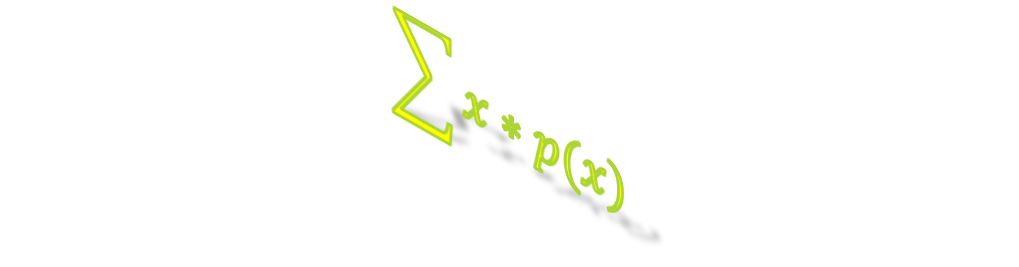 ∑ x * p(x)